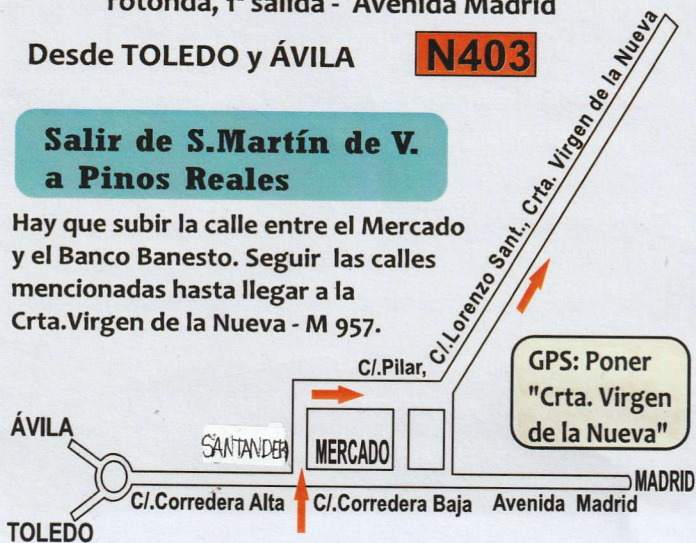 rotonda, 1ª salida - Avenida Madrid
Desde TOLEDO y ÁVILA N403
Salir de S.Martín de V.
a Pinos Reales
Hay que subir la calle entre el Mercado
y el Banco Banesto. Seguir las calles
mencionadas hasta llegar a la
Crta.Virgen de la Nueva - M 957.
C/.Pilar, C/.Lorenzo Sant., Crta. Virgen de la Nueva
GPS: Poner
"Crta. Virgen
de la Nueva"
ÁVILA
SANTANDER
MERCADO
MADRID
C/.Corredera Alta C/.Corredera Baja Avenida Madrid
TOLEDO